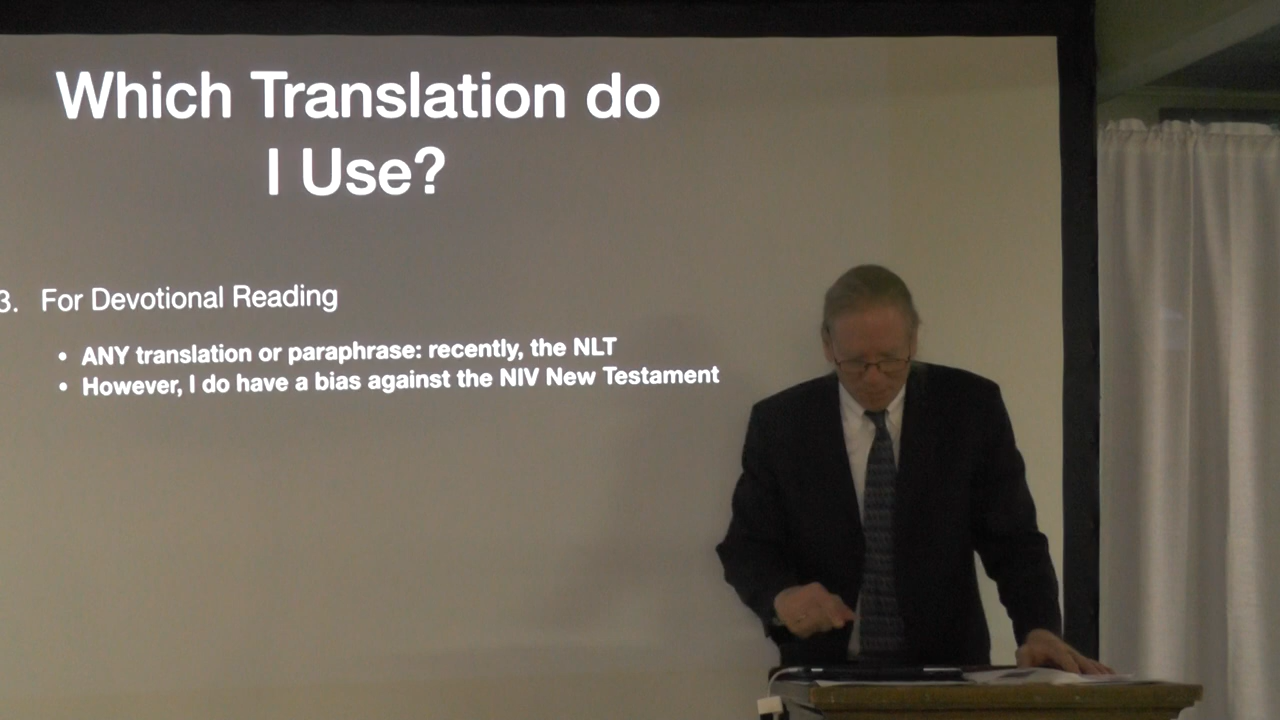 Which Translation do
I Use?
3. For Devotional Reading
• ANY translation or paraphrase: recently, the NLT
• However, I do have a bias against the NIV New Testament